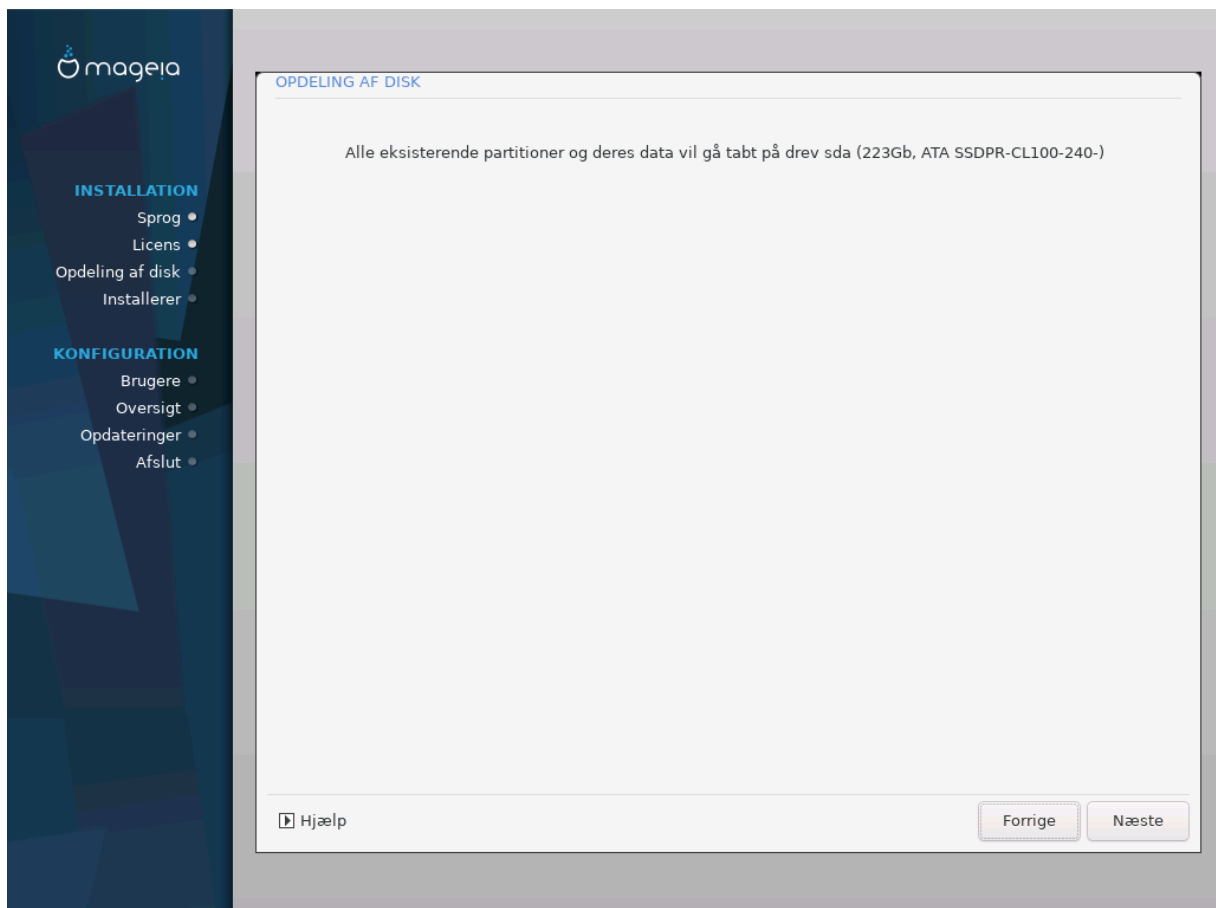 mageia
INSTALLATION
Sprog
Licens
Opdeling af disk
Installerer
KONFIGURATION
Brugere
Oversigt
Opdateringer
Afslut
OPDELING AF DISK
Alle eksisterende partitioner og deres data vil gå tabt på drev sda (223Gb, ATA SSDPR-CL100-240-)
Hjælp
Forrige
Næste